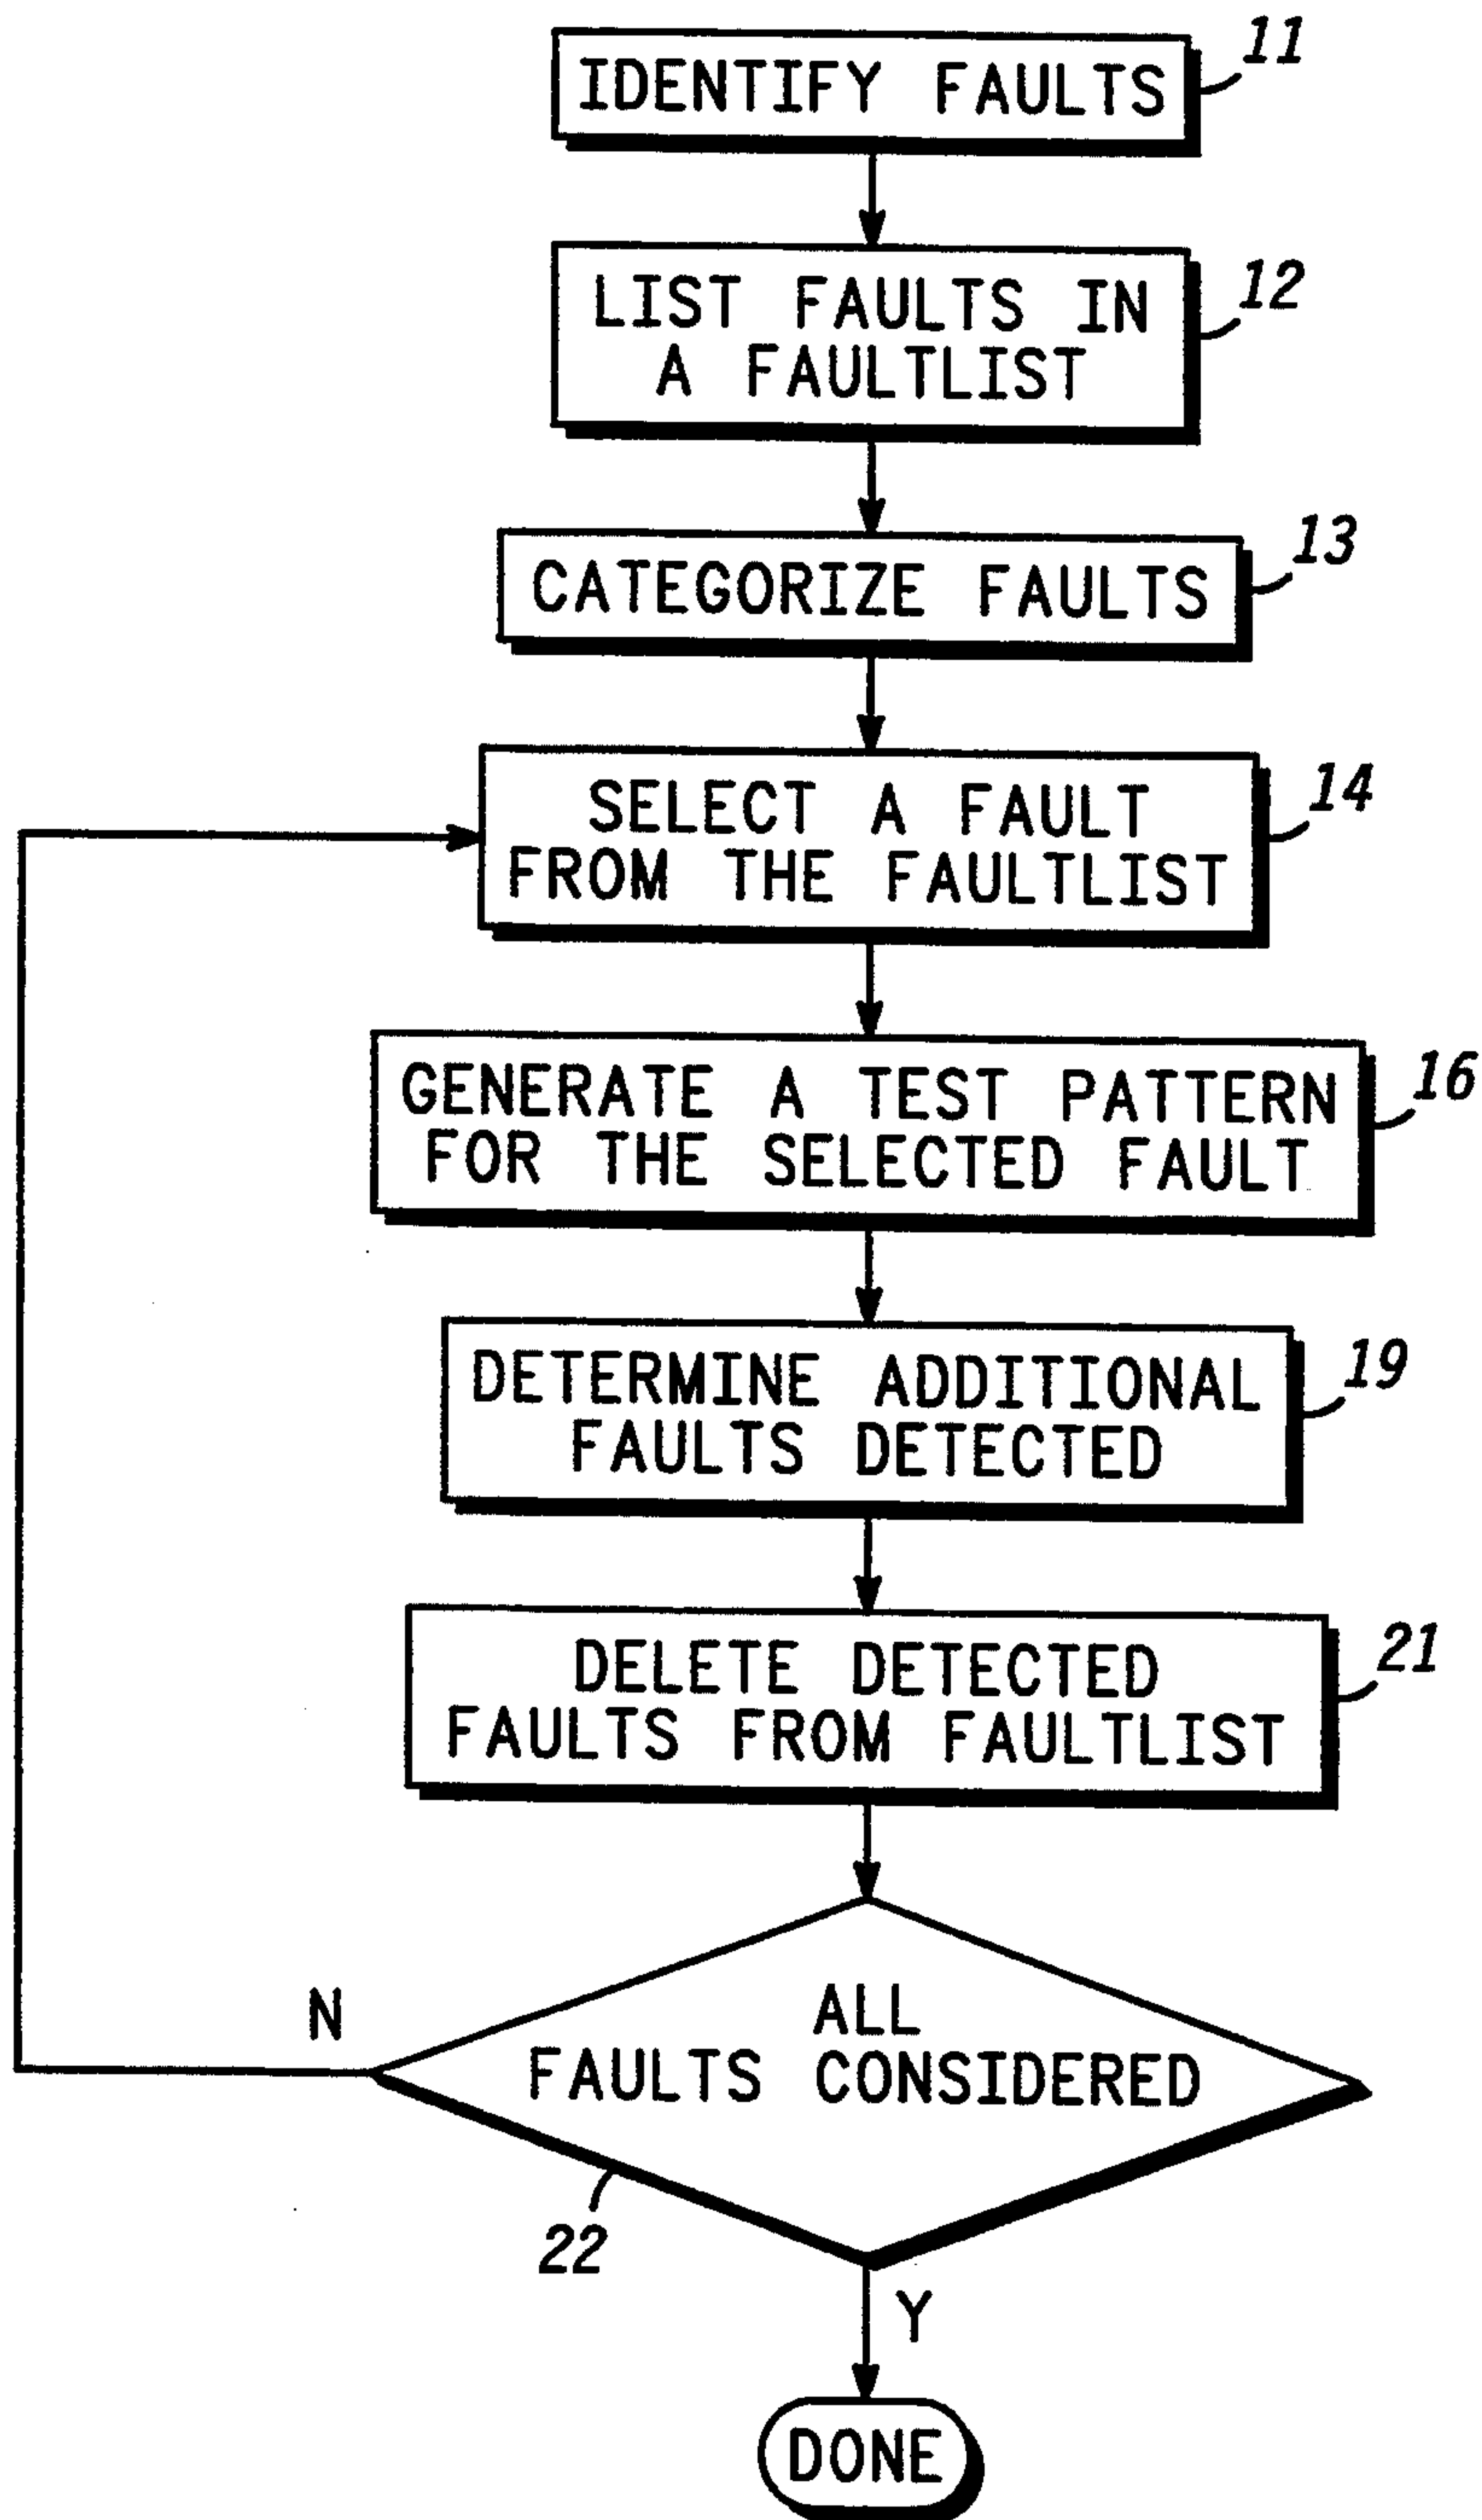 IDENTIFY FAULTS
11
LIST FAULTS IN
A FAULTLIST
12
CATEGORIZE FAULTS
13
SELECT A FAULT
FROM THE FAULTLIST
14
GENERATE A TEST PATTERN
FOR THE SELECTED FAULT
16
DETERMINE ADDITIONAL
FAULTS DETECTED
19
DELETE DETECTED
FAULTS FROM FAULTLIST
21
N
ALL
FAULTS CONSIDERED
22
Y
DONE